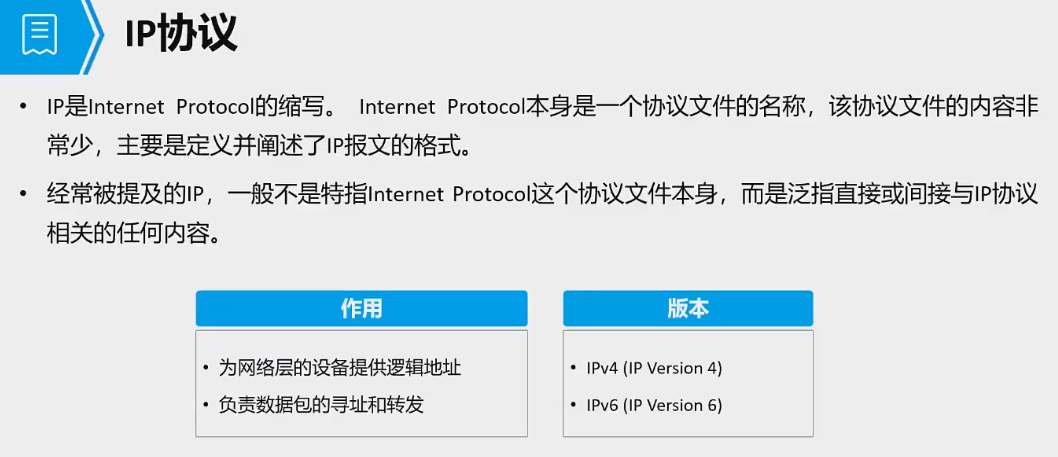 IP协议
• IP是Internet Protocol的缩写。 Internet Protocol本身是一个协议文件的名称，该协议文件的内容非
常少，主要是定义并阐述了IP报文的格式。
• 经常被提及的IP，一般不是特指Internet Protocol这个协议文件本身，而是泛指直接或间接与IP协议
相关的任何内容。
作用
• 为网络层的设备提供逻辑地址
• 负责数据包的寻址和转发
版本
• IPv4 (IP Version 4)
• IPv6 (IP Version 6)